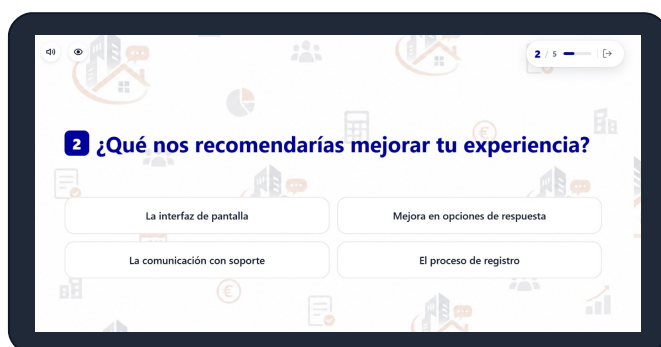 2 / 5
2 ¿Qué nos recomendarías mejorar tu experiencia?
La interfaz de pantalla
Mejora en opciones de respuesta
La comunicación con soporte
El proceso de registro